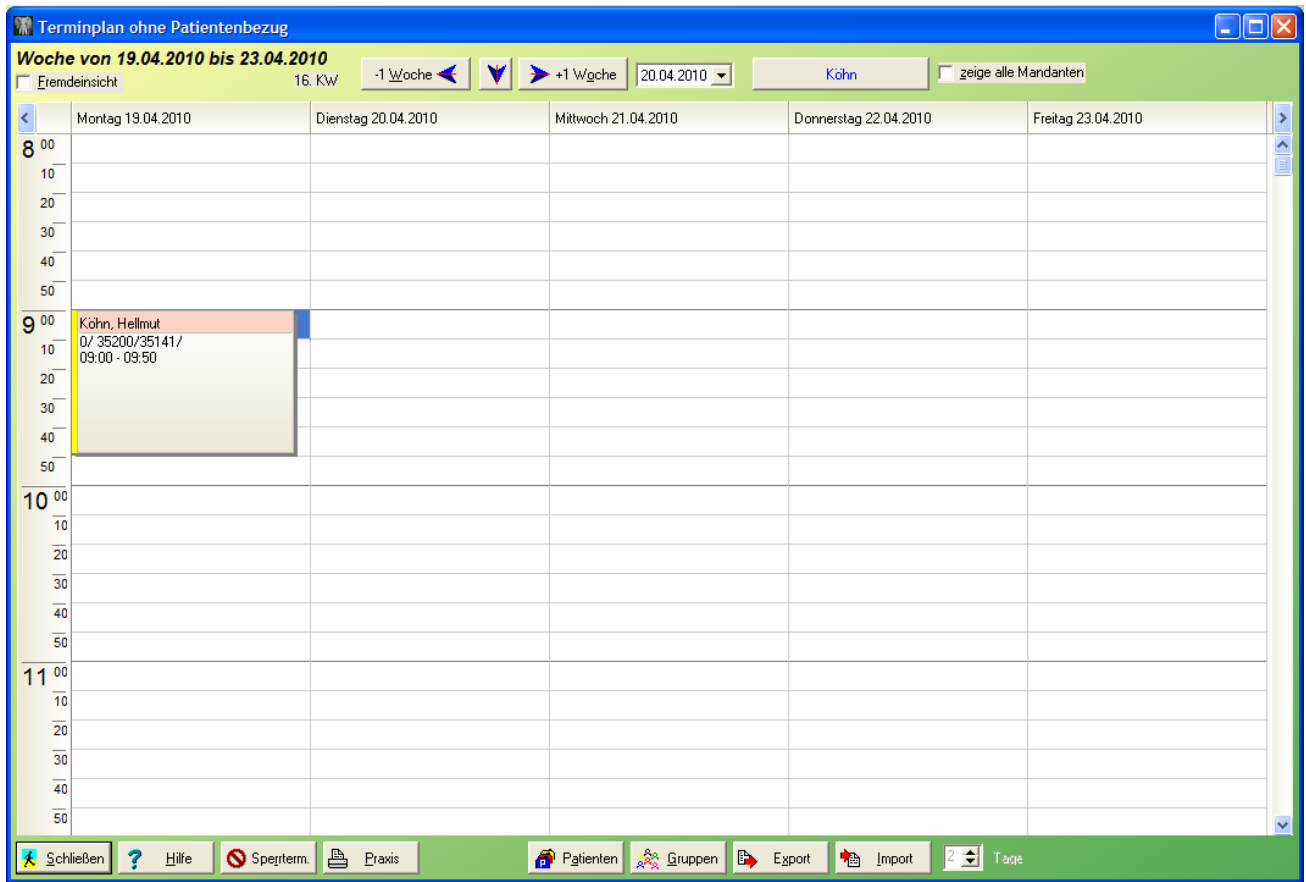 Terminplan ohne Patientenbezug
Woche von 19.04.2010 bis 23.04.2010
Fremdeinsicht
16. KW
-1 Woche
+1 Woche
20.04.2010
Köhn
zeige alle Mandanten
Montag 19.04.2010
Dienstag 20.04.2010
Mittwoch 21.04.2010
Donnerstag 22.04.2010
Freitag 23.04.2010
8 00
10
20
30
40
50
9 00
10
20
30
40
50
Köhn, Hellmut
0/ 35200/35141/
09:00 - 09:50
10 00
10
20
30
40
50
11 00
10
20
30
40
50
Schließen
Hilfe
Sperrterm.
Praxis
Patienten
Gruppen
Export
Import
2
Tage